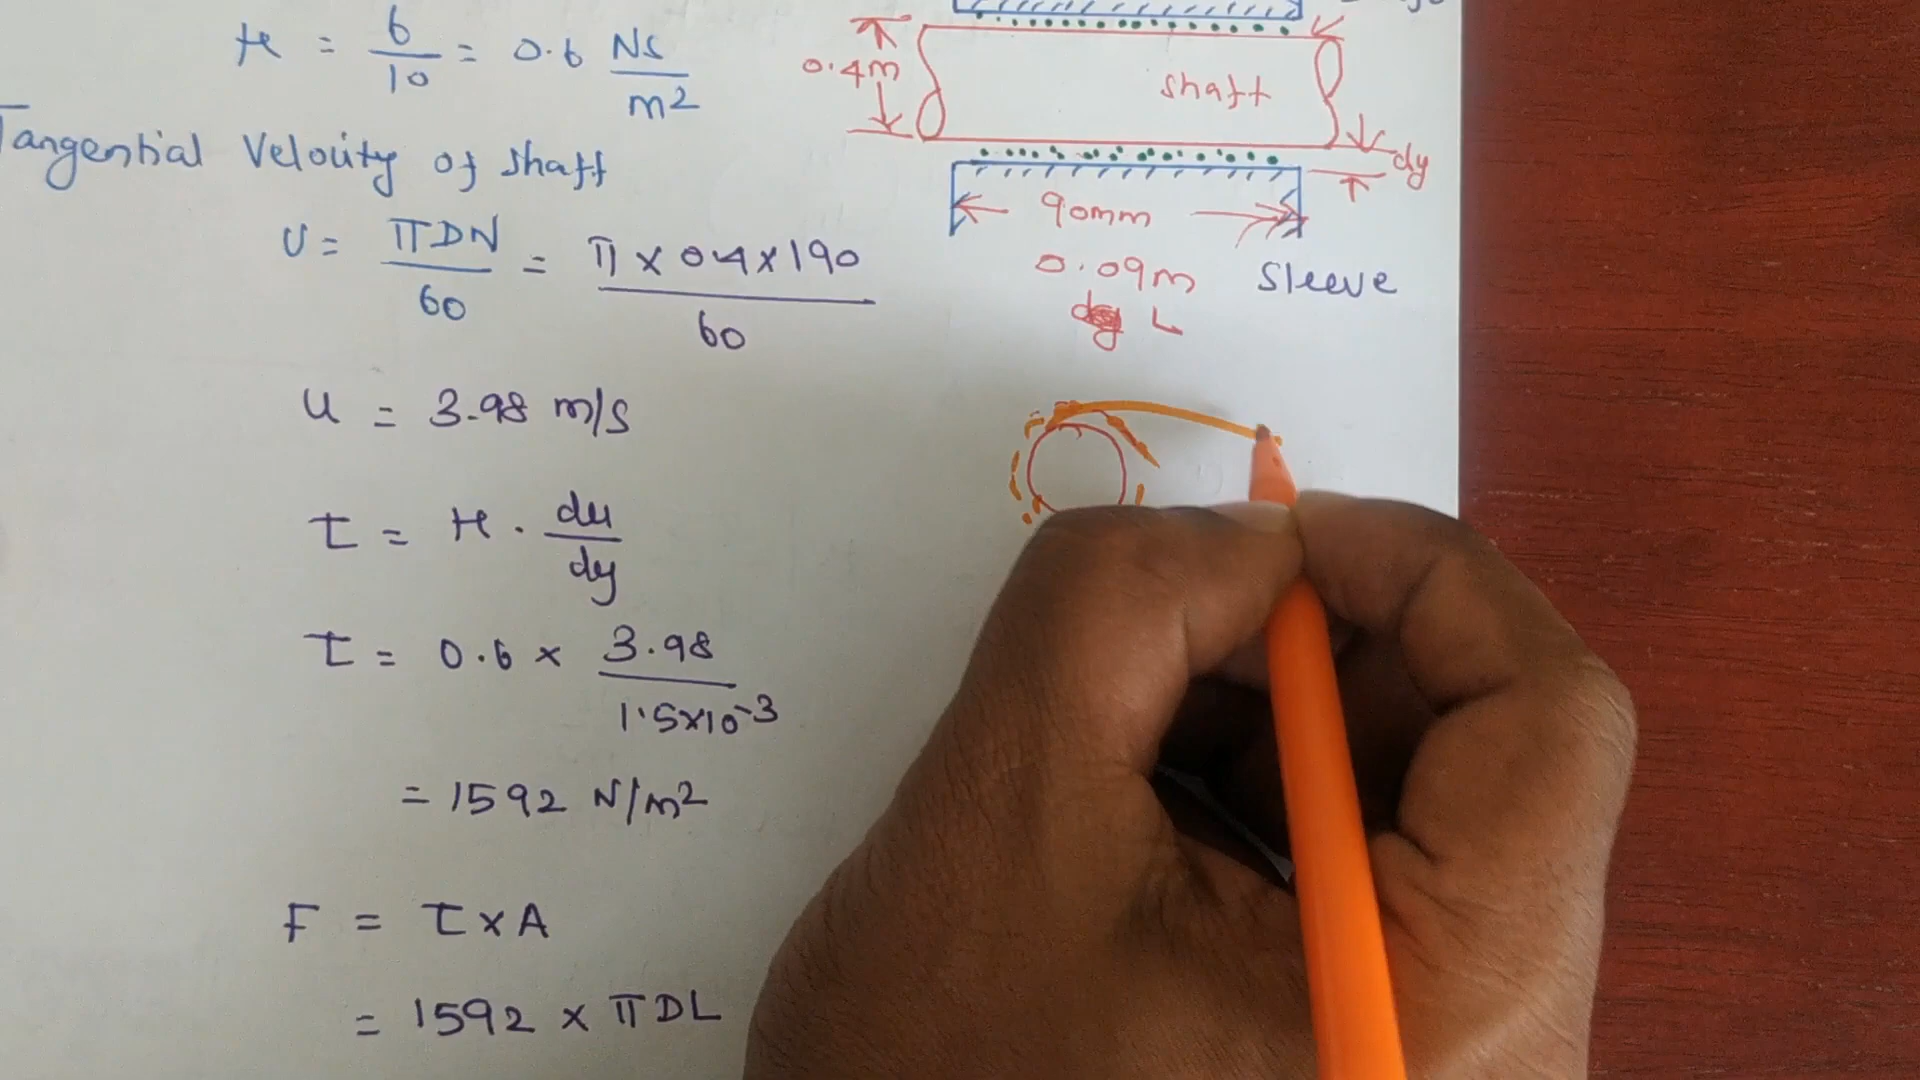 μ = 6/10 = 0.6 NS/m2
Tangential Velouity of shaft
U = πDN/60 = π × 0.4 × 190/60
u = 3.98 m/s
τ = μ . du/dy
τ = 0.6 × 3.98/1.5×10^-3
= 1592 N/m2
F = τ × A
= 1592 × πDL
0.4m
shaft
dy
90mm
0.09m
Sleeve
L